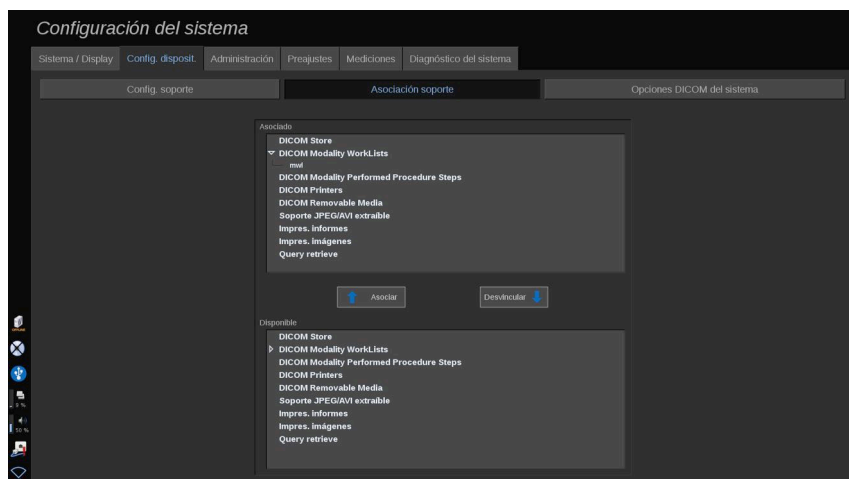 Configuración del sistema
Sistema / Display Config. disposit. Administración Preajustes Mediciones Diagnóstico del sistema
Config. soporte Asociación soporte Opciones DICOM del sistema
Asociado
DICOM Store
DICOM Modality WorkLists
mwl
DICOM Modality Performed Procedure Steps
DICOM Printers
DICOM Removable Media
Soporte JPEG/AVI extraíble
Impres. informes
Impres. imágenes
Query retrieve
Asociar Desvincular
Disponible
DICOM Store
DICOM Modality WorkLists
DICOM Modality Performed Procedure Steps
DICOM Printers
DICOM Removable Media
Soporte JPEG/AVI extraíble
Impres. informes
Impres. imágenes
Query retrieve